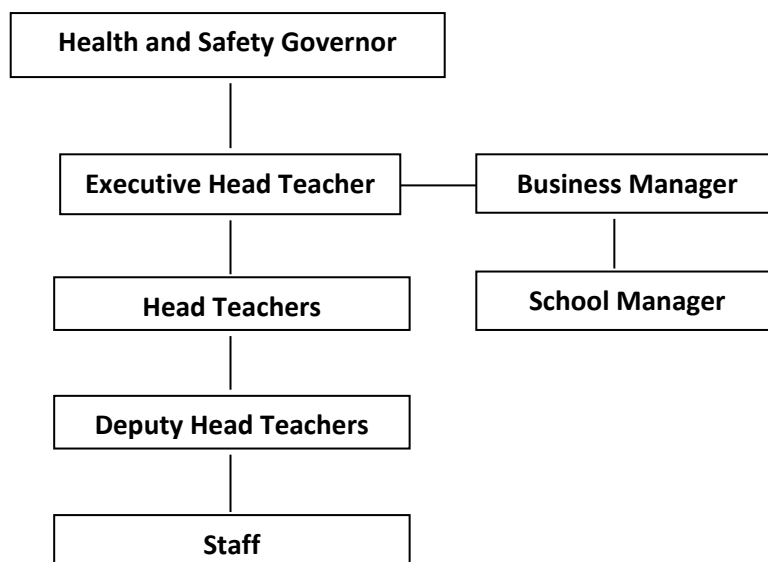 Health and Safety Governor
Executive Head Teacher
Business Manager
Head Teachers
School Manager
Deputy Head Teachers
Staff